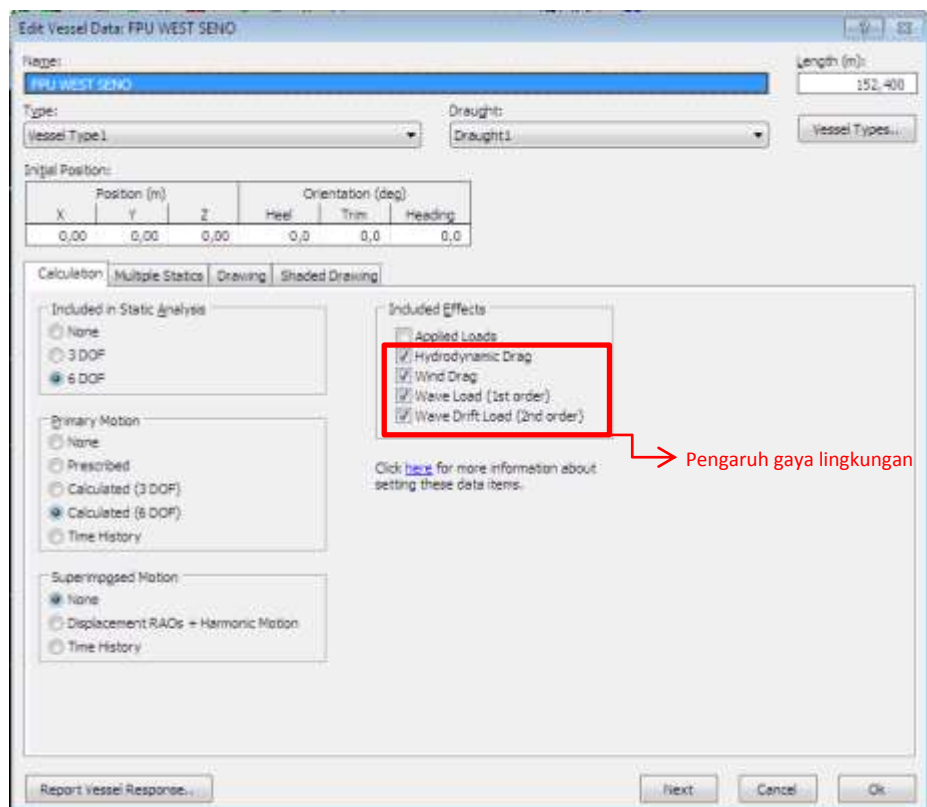 Edit Vessel Data: FPU WEST SENO
Name: Length (m):
FPU WEST SENO 152,400
Type: Draught:
Vessel Type1 Draught1 Vessel Types...
Initial Position:
Position (m) Orientation (deg)
X Y Z Heel Trim Heading
0,00 0,00 0,00 0,0 0,0 0,0
Calculation Multiple Statics Drawing Shaded Drawing
Included in Static Analysis Included Effects
None Applied Loads
3 DOF Hydrodynamic Drag
6 DOF Wind Drag
Wave Load (1st order)
Wave Drift Load (2nd order)
Pengaruh gaya lingkungan
Click here for more information about
setting these data items.
Primary Motion
None
Prescribed
Calculated (3 DOF)
Calculated (6 DOF)
Time History
Superimposed Motion
None
Displacement RAOs + Harmonic Motion
Time History
Report Vessel Response... Next Cancel Ok